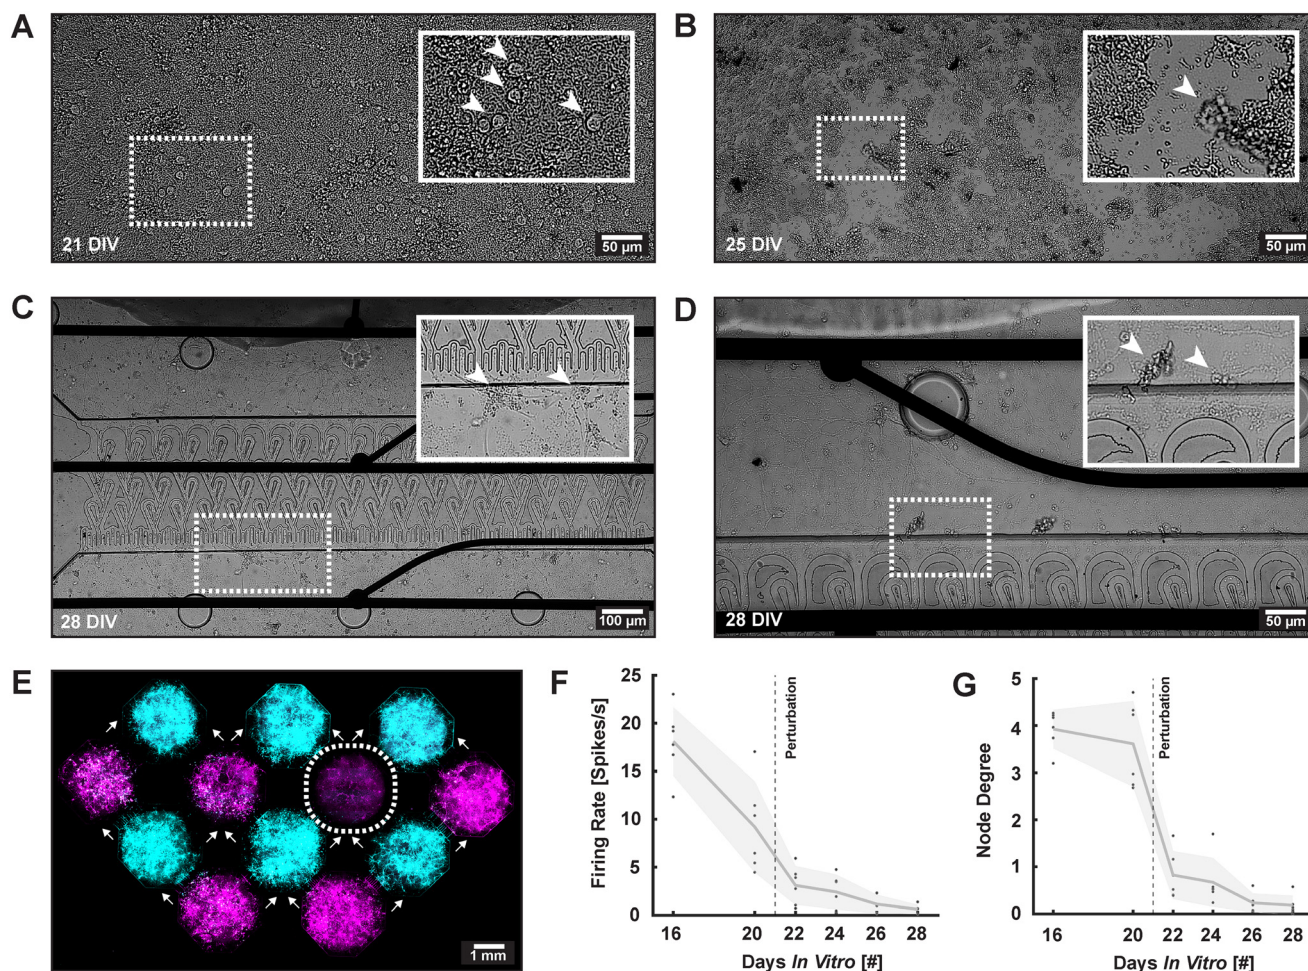 A
21 DIV
50 µm
B
25 DIV
50 µm
C
28 DIV
100 µm
D
28 DIV
50 µm
E
1 mm
F
Firing Rate [Spikes/s]
25
20
15
10
5
0
Perturbation
16
20
22
24
26
28
Days In Vitro [#]
G
Node Degree
5
4
3
2
1
0
Perturbation
16
20
22
24
26
28
Days In Vitro [#]